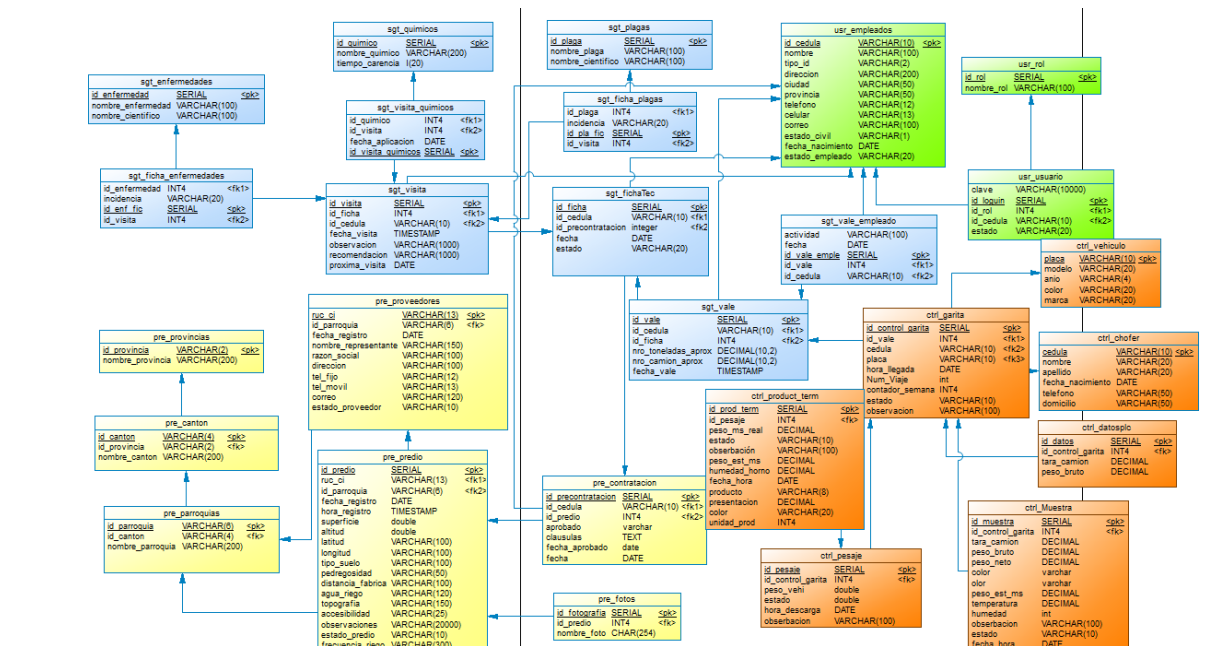 sgt_quimicos
id_quimico SERIAL <pk>
nombre_quimico VARCHAR(200)
tiempo_carencia I(20)
sgt_plagas
id_plaga SERIAL <pk>
nombre_plaga VARCHAR(100)
nombre_cientifico VARCHAR(100)
usr_empleados
id_cedula VARCHAR(10) <pk>
nombre VARCHAR(100)
tipo_id VARCHAR(2)
direccion VARCHAR(200)
ciudad VARCHAR(50)
provincia VARCHAR(50)
telefono VARCHAR(12)
celular VARCHAR(13)
correo VARCHAR(100)
estado_civil VARCHAR(1)
fecha_nacimiento DATE
estado_empleado VARCHAR(20)
usr_rol
id_rol SERIAL <pk>
nombre_rol VARCHAR(100)
sgt_enfermedades
id_enfermedad SERIAL <pk>
nombre_enfermedad VARCHAR(100)
nombre_cientifico VARCHAR(100)
sgt_visita_quimicos
id_quimico INT4 <fk1>
id_visita INT4 <fk2>
fecha_aplicacion DATE
id_visita_quimicos SERIAL <pk>
sgt_ficha_plagas
id_plaga INT4 <fk1>
incidencia VARCHAR(20)
id_pla_fic SERIAL <pk>
id_visita INT4 <fk2>
sgt_ficha_enfermedades
id_enfermedad INT4 <fk1>
incidencia VARCHAR(20)
id_enf_fic SERIAL <pk>
id_visita INT4 <fk2>
sgt_visita
id_visita SERIAL <pk>
id_ficha INT4 <fk1>
id_cedula VARCHAR(10) <fk2>
fecha_visita TIMESTAMP
observacion VARCHAR(1000)
recomendacion VARCHAR(1000)
proxima_visita DATE
sgt_fichaTec
id_ficha SERIAL <pk>
id_cedula VARCHAR(10) <fk1
id_precontratacion integer <fk2
fecha DATE
estado VARCHAR(20)
usr_usuario
clave VARCHAR(10000)
id_loguin SERIAL <pk>
id_rol INT4 <fk1>
id_cedula VARCHAR(10) <fk2>
estado VARCHAR(20)
sgt_vale_empleado
actividad VARCHAR(100)
fecha DATE
id_vale_emple SERIAL <pk>
id_vale INT4 <fk1>
id_cedula VARCHAR(10) <fk2>
ctrl_vehiculo
placa VARCHAR(10) <pk>
modelo VARCHAR(20)
anio VARCHAR(4)
color VARCHAR(20)
marca VARCHAR(20)
pre_proveedores
ruc_ci VARCHAR(13) <pk>
id_parroquia VARCHAR(6) <fk>
fecha_registro DATE
nombre_representante VARCHAR(150)
razon_social VARCHAR(100)
direccion VARCHAR(100)
tel_fijo VARCHAR(12)
tel_movil VARCHAR(13)
correo VARCHAR(120)
estado_proveedor VARCHAR(10)
sgt_vale
id_vale SERIAL <pk>
id_cedula VARCHAR(10) <fk1>
id_ficha INT4 <fk2>
nro_toneladas_aprox DECIMAL(10,2)
nro_camion_aprox DECIMAL(10,2)
fecha_vale TIMESTAMP
ctrl_garita
id_control_garita SERIAL <pk>
id_vale INT4 <fk1>
cedula VARCHAR(10) <fk2>
placa VARCHAR(10) <fk3>
hora_llegada DATE
Num_Viaje int
contador_semana INT4
estado VARCHAR(10)
observacion VARCHAR(100)
pre_provincias
id_provincia VARCHAR(2) <pk>
nombre_provincia VARCHAR(200)
ctrl_chofer
cedula VARCHAR(10) <pk>
nombre VARCHAR(20)
apellido VARCHAR(20)
fecha_nacimiento DATE
telefono VARCHAR(50)
domicilio VARCHAR(50)
ctrl_product_term
id_prod_term SERIAL <pk>
id_pesaje INT4 <fk>
peso_ms_real DECIMAL
estado VARCHAR(10)
obserbación VARCHAR(100)
peso_est_ms DECIMAL
humedad_horno DECIMAL
fecha_hora DATE
producto VARCHAR(8)
presentacion DECIMAL
color VARCHAR(20)
unidad_prod INT4
pre_canton
id_canton VARCHAR(4) <pk>
id_provincia VARCHAR(2) <fk>
nombre_canton VARCHAR(200)
ctrl_datosplc
id_datos SERIAL <pk>
id_control_garita INT4 <fk>
tara_camion DECIMAL
peso_bruto DECIMAL
pre_predio
id_predio SERIAL <pk>
ruc_ci VARCHAR(13) <fk1>
id_parroquia VARCHAR(6) <fk2>
fecha_registro DATE
hora_registro TIMESTAMP
superficie double
altitud double
latitud VARCHAR(100)
longitud VARCHAR(100)
tipo_suelo VARCHAR(100)
pedregosidad VARCHAR(50)
distancia_fabrica VARCHAR(100)
agua_riego VARCHAR(120)
topografia VARCHAR(150)
accesibilidad VARCHAR(25)
observaciones VARCHAR(20000)
estado_predio VARCHAR(10)
frecuencia_riego VARCHAR(300)
pre_contratacion
id_precontratacion SERIAL <pk>
id_cedula VARCHAR(10) <fk1>
id_predio INT4 <fk2>
aprobado varchar
clausulas TEXT
fecha_aprobado date
fecha DATE
pre_parroquias
id_parroquia VARCHAR(6) <pk>
id_canton VARCHAR(4) <fk>
nombre_parroquia VARCHAR(200)
ctrl_Muestra
id_muestra SERIAL <pk>
id_control_garita INT4 <fk>
tara_camion DECIMAL
peso_bruto DECIMAL
peso_neto DECIMAL
color varchar
olor varchar
peso_est_ms DECIMAL
temperatura DECIMAL
humedad int
obserbacion VARCHAR(100)
estado VARCHAR(10)
fecha_hora DATE
ctrl_pesaje
id_pesaje SERIAL <pk>
id_control_garita INT4 <fk>
peso_vehi double
estado double
hora_descarga DATE
obserbacion VARCHAR(100)
pre_fotos
id_fotografia SERIAL <pk>
id_predio INT4 <fk>
nombre_foto CHAR(254)